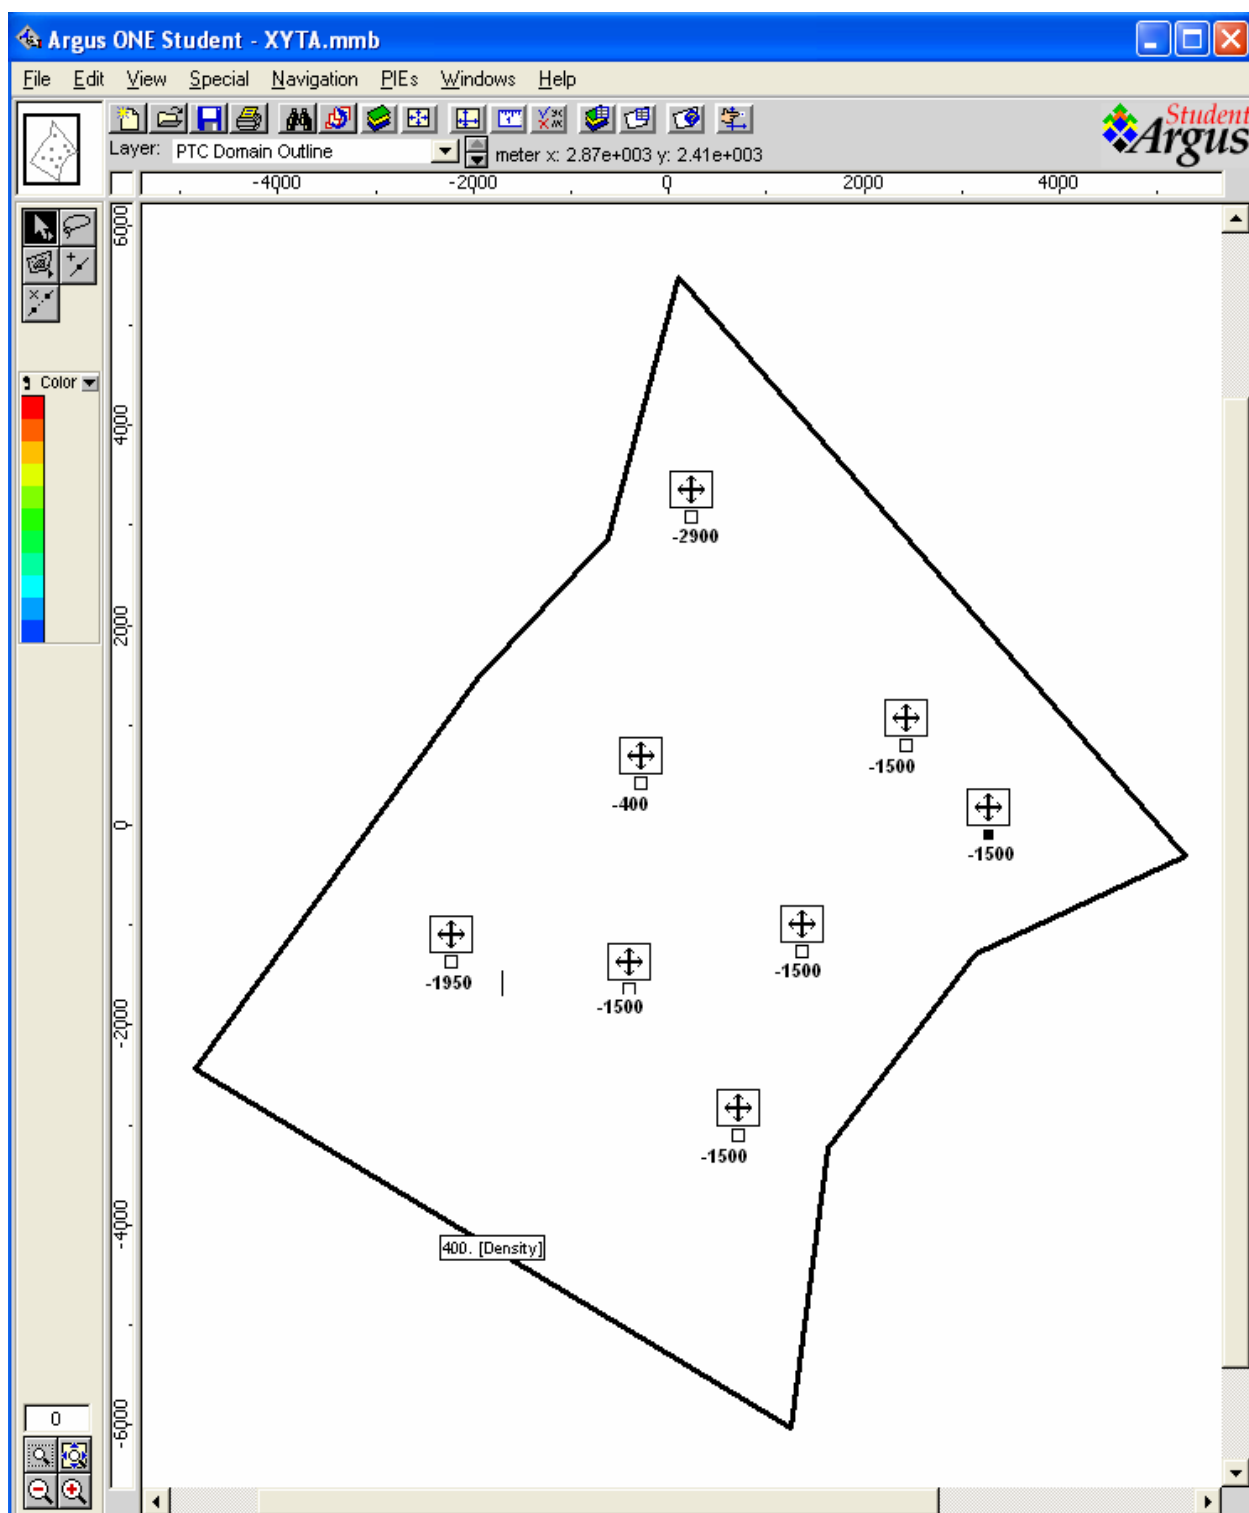 Argus ONE Student - XYTA.mmb
File Edit View Special Navigation PIEs Windows Help
Layer: PTC Domain Outline meter x: 2.87e+003 y: 2.41e+003
Student
Argus
-4000 -2000 0 2000 4000
6000
4000
2000
0
-2000
-4000
-6000
Color
-2900
-1500
-400
-1500
-1500
-1950
-1500
-1500
400. [Density]
0